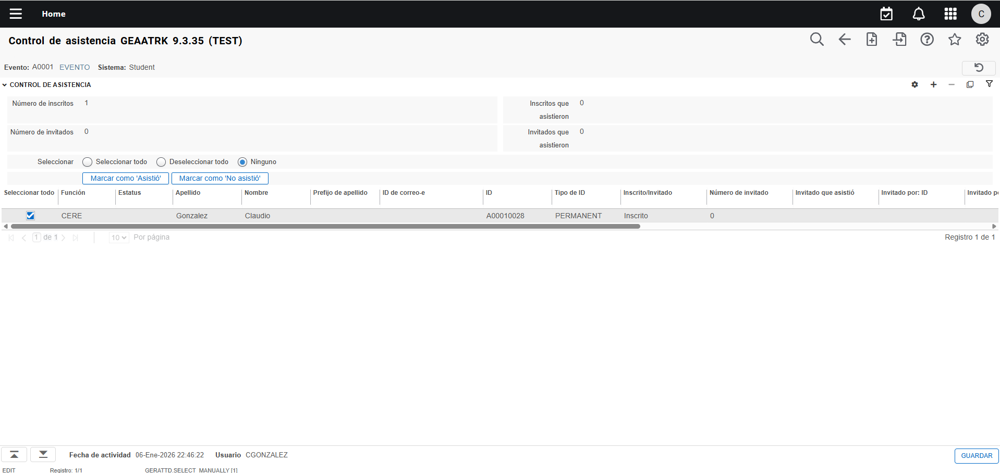 Home
C
Control de asistencia GEAATRK 9.3.35 (TEST)
Evento: A0001 EVENTO Sistema: Student
CONTROL DE ASISTENCIA
Número de inscritos 1
Inscritos que asistieron 0
Número de invitados 0
Invitados que asistieron 0
Seleccionar Seleccionar todo Deseleccionar todo Ninguno
Marcar como 'Asistió' Marcar como 'No asistió'
Seleccionar todo Función Estatus Apellido Nombre Prefijo de apellido ID de correo-e ID Tipo de ID Inscrito/Invitado Número de invitado Invitado que asistió Invitado por: ID Invitado p
CERE Gonzalez Claudio A00010028 PERMANENT Inscrito 0
1 de 1 10 Por página Registro 1 de 1
Fecha de actividad 06-Ene-2026 22:46:22 Usuario CGONZALEZ GUARDAR
EDIT Registro: 1/1 GERATTD.SELECT_MANUALLY [1]